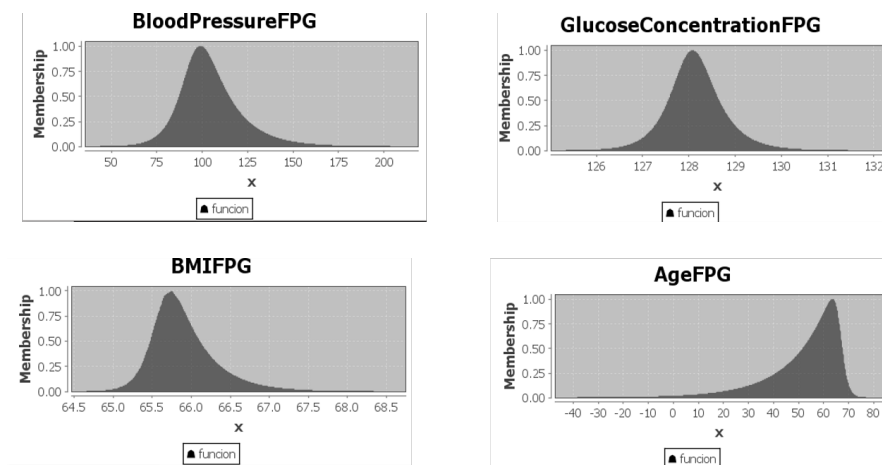 BloodPressureFPG
Membership
1.00
0.75
0.50
0.25
0.00
50 75 100 125 150 175 200
x
funcion
GlucoseConcentrationFPG
Membership
1.00
0.75
0.50
0.25
0.00
126 127 128 129 130 131 132
x
funcion
BMIFPG
Membership
1.00
0.75
0.50
0.25
0.00
64.5 65.0 65.5 66.0 66.5 67.0 67.5 68.0 68.5
x
funcion
AgeFPG
Membership
1.00
0.75
0.50
0.25
0.00
-40 -30 -20 -10 0 10 20 30 40 50 60 70 80
x
funcion